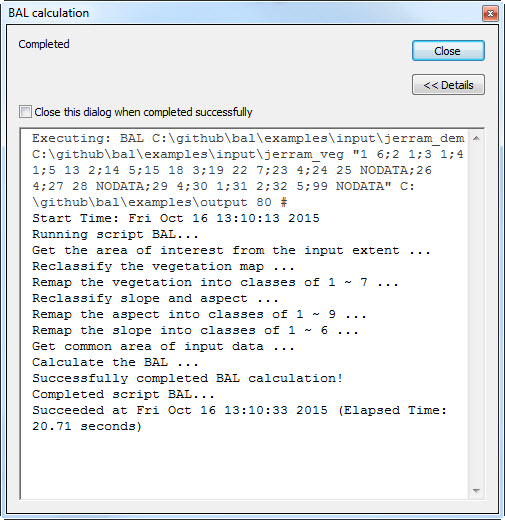 BAL calculation
Completed
Close
<< Details
Close this dialog when completed successfully
Executing: BAL C:\github\bal\examples\input\jerram_dem
C:\github\bal\examples\input\jerram_veg "1 6;2 1;3 1;4
1;5 13 2;14 5;15 18 3;19 22 7;23 4;24 25 NODATA;26
4;27 28 NODATA;29 4;30 1;31 2;32 5;99 NODATA" C:
\github\bal\examples\output 80 #
Start Time: Fri Oct 16 13:10:13 2015
Running script BAL...
Get the area of interest from the input extent ...
Reclassify the vegetation map ...
Remap the vegetation into classes of 1 ~ 7 ...
Reclassify slope and aspect ...
Remap the aspect into classes of 1 ~ 9 ...
Remap the slope into classes of 1 ~ 6 ...
Get common area of input data ...
Calculate the BAL ...
Successfully completed BAL calculation!
Completed script BAL...
Succeeded at Fri Oct 16 13:10:33 2015 (Elapsed Time:
20.71 seconds)